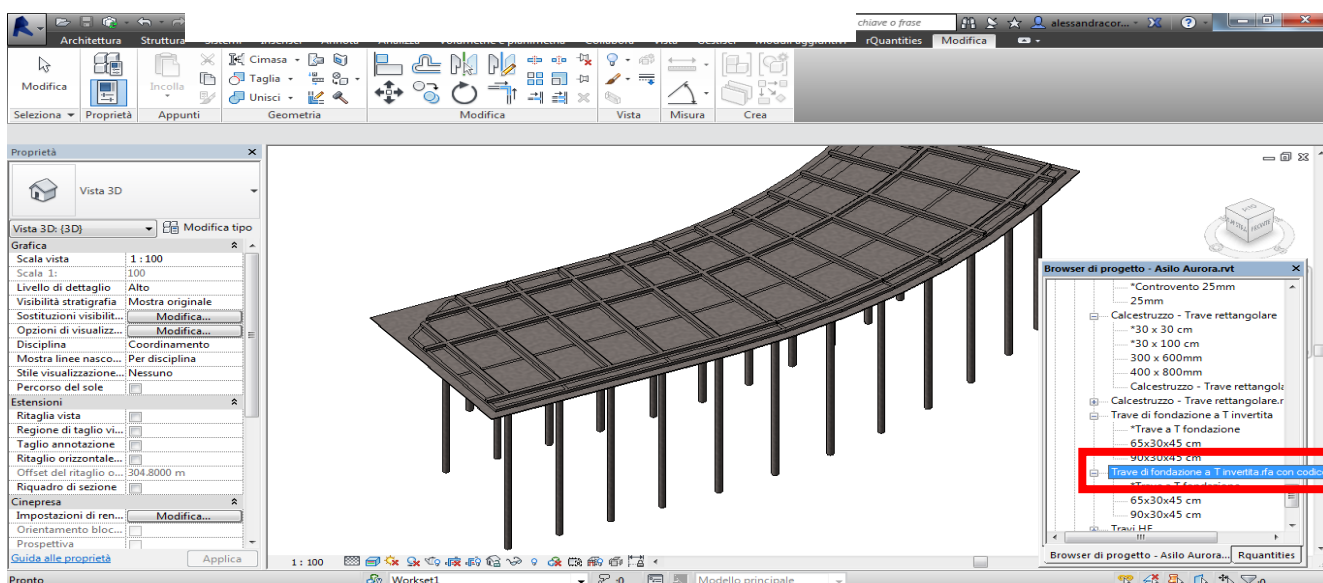 chiave o frase
alessandracor...
Architettura Struttura
rQuantities Modifica
Modifica
Incolla
Cimasa
Taglia
Unisci
Seleziona Proprietà Appunti Geometria Modifica Vista Misura Crea
Proprietà
Vista 3D
Vista 3D: {3D} Modifica tipo
Grafica
Scala vista 1 : 100
Scala 1: 100
Livello di dettaglio Alto
Visibilità stratigrafia Mostra originale
Sostituzioni visibilit... Modifica...
Opzioni di visualizz... Modifica...
Disciplina Coordinamento
Mostra linee nasco... Per disciplina
Stile visualizzazione... Nessuno
Percorso del sole
Estensioni
Ritaglia vista
Regione di taglio vi...
Taglio annotazione
Ritaglio orizzontale...
Offset del ritaglio o... 304.8000 m
Riquadro di sezione
Cinepresa
Impostazioni di ren... Modifica...
Orientamento bloc...
Prospettiva
Guida alle proprietà Applica
Browser di progetto - Asilo Aurora.rvt
*Controvento 25mm
25mm
Calcestruzzo - Trave rettangolare
*30 x 30 cm
*30 x 100 cm
300 x 600mm
400 x 800mm
Calcestruzzo - Trave rettangola
Calcestruzzo - Trave rettangolare.r
Trave di fondazione a T invertita
*Trave a T fondazione
65x30x45 cm
90x30x45 cm
Trave di fondazione a T invertita.rfa con codice
*Trave a T fondazione
65x30x45 cm
90x30x45 cm
Travi HE
Browser di progetto - Asilo Aurora... Rquantities
1 : 100
Pronto Workset1 :0 Modello principale :0